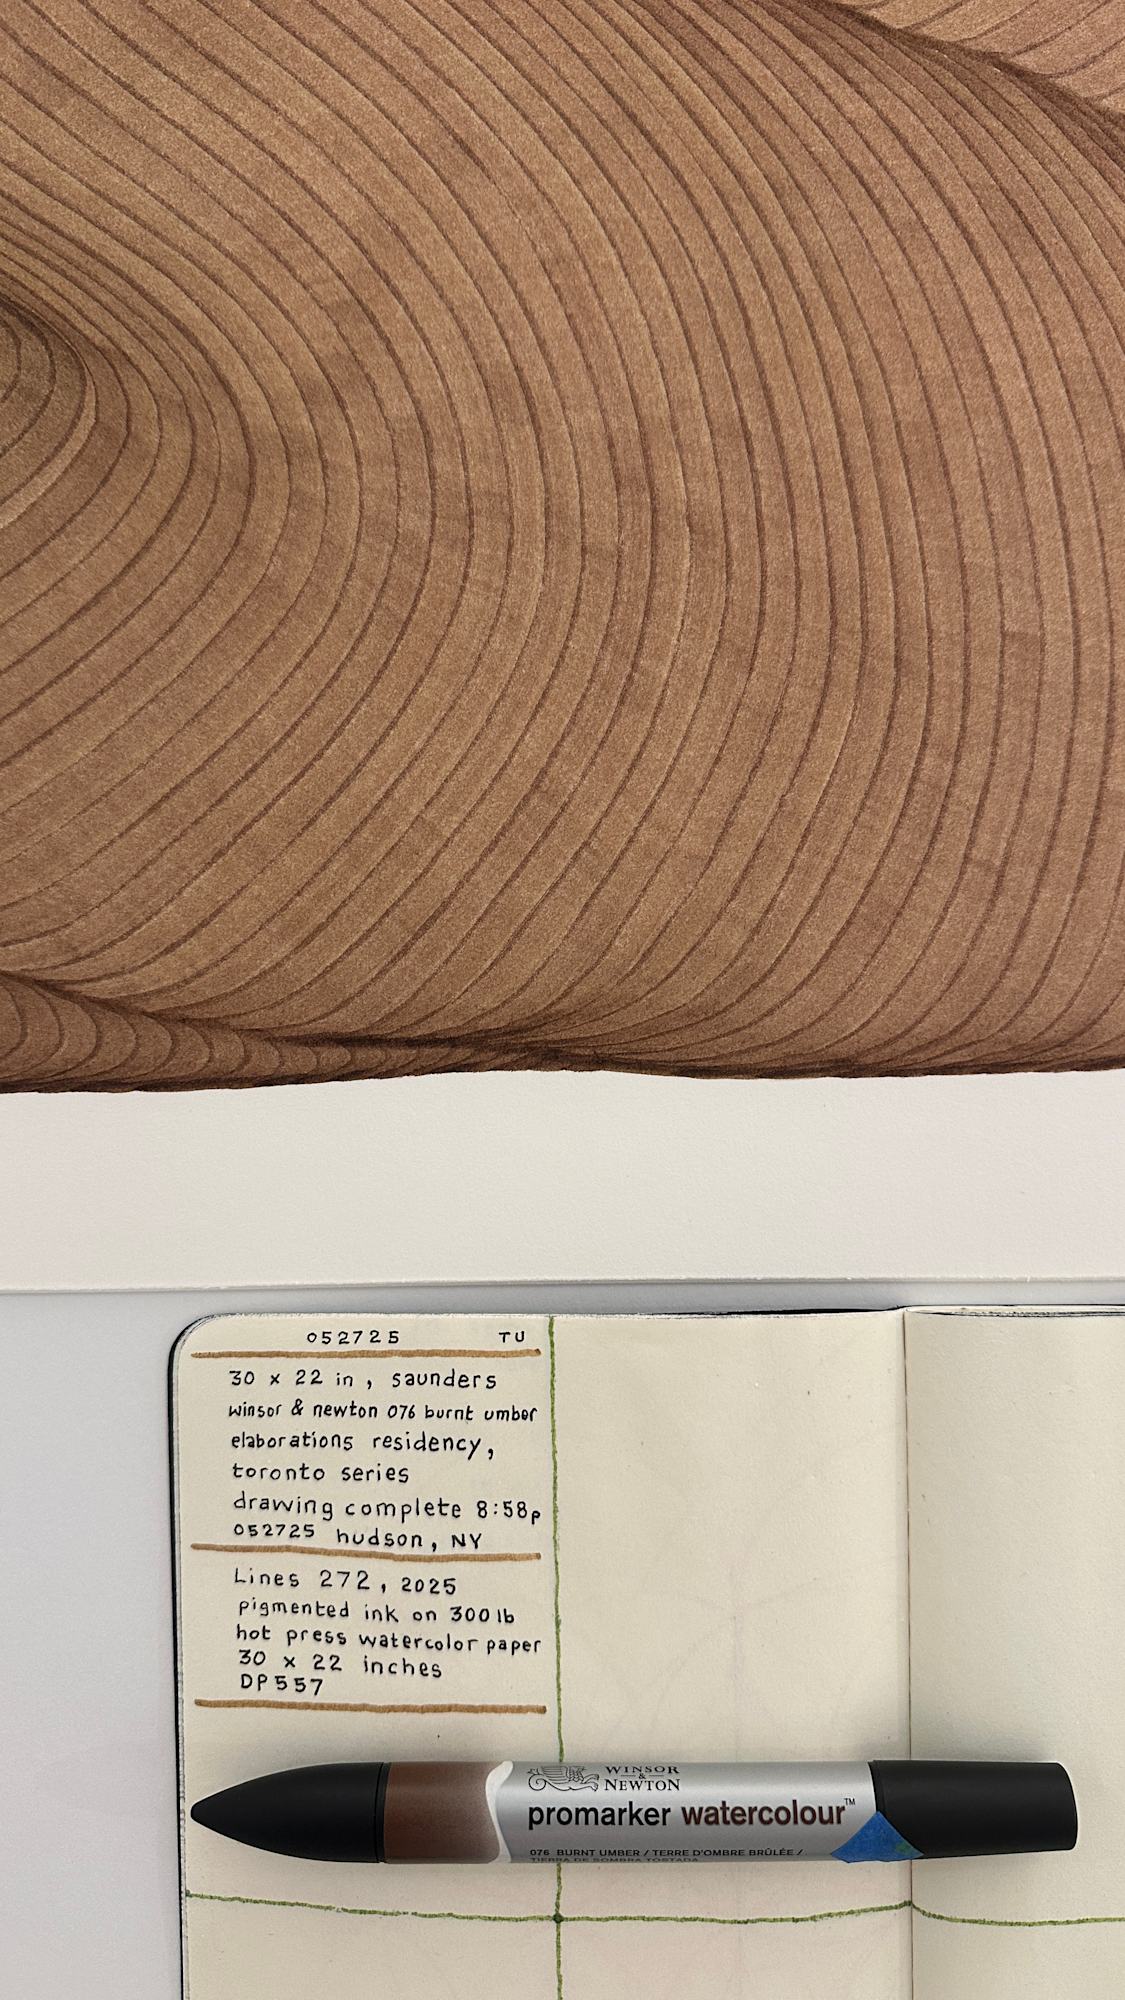 052725 TU
30 x 22 in, saunders
winsor & newton 076 burnt umber
elaborations residency,
toronto series
drawing complete 8:58p
052725 hudson, NY
Lines 272, 2025
pigmented ink on 300 lb
hot press watercolor paper
30 x 22 inches
DP557
WINSOR
&
NEWTON
promarker watercolour™
076 BURNT UMBER / TERRE D'OMBRE BRÛLÉE /
TIERRA DE SOMBRA TOSTADA